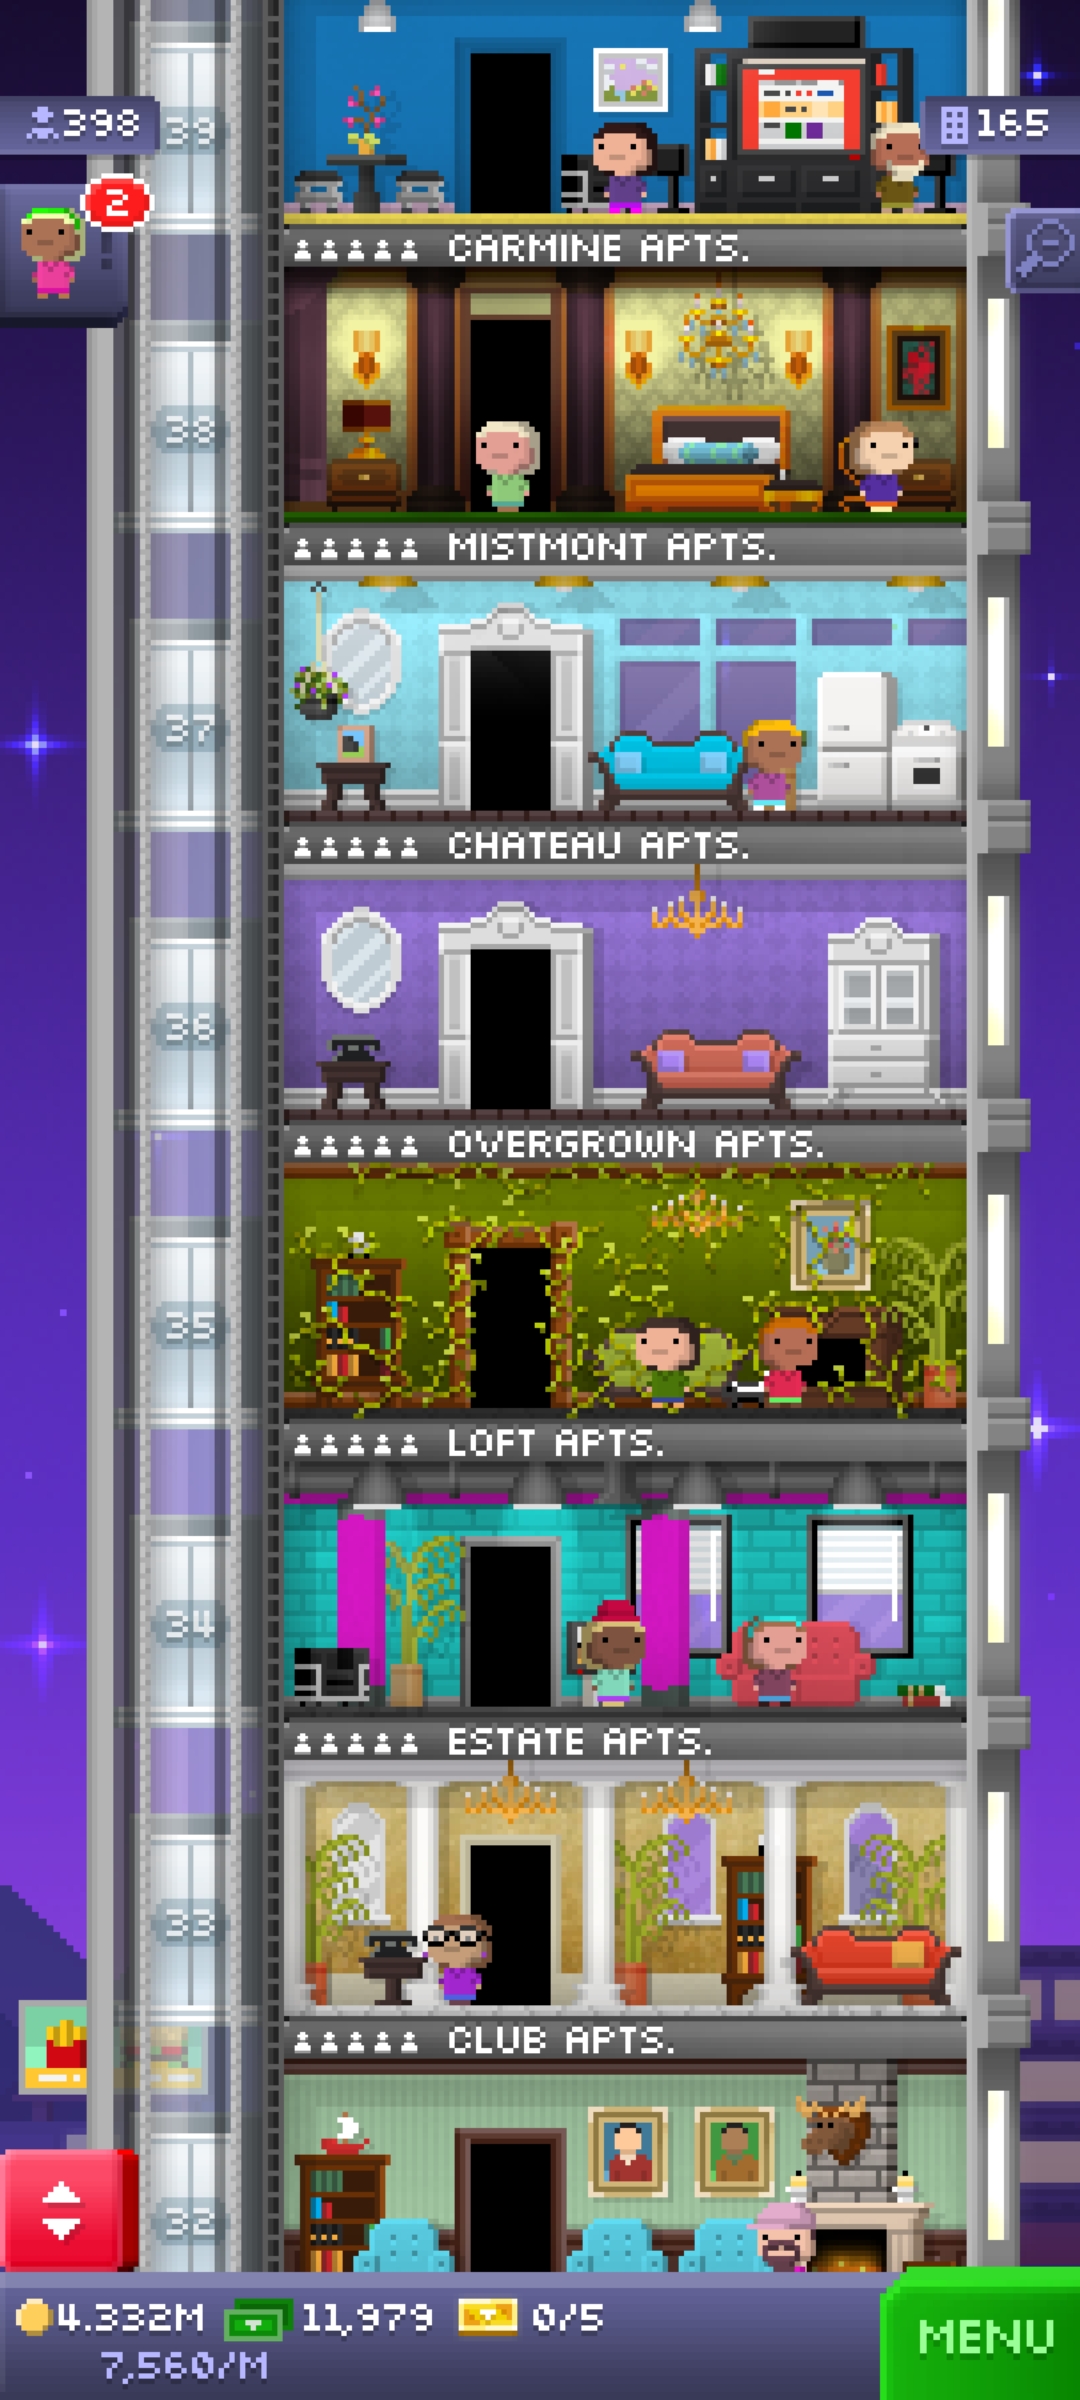 39
398
165
2
CARMINE APTS.
38
MISTMONT APTS.
37
CHATEAU APTS.
36
OVERGROWN APTS.
35
LOFT APTS.
34
ESTATE APTS.
33
CLUB APTS.
32
4.332M 11,979 0/5
7,560/M
MENU